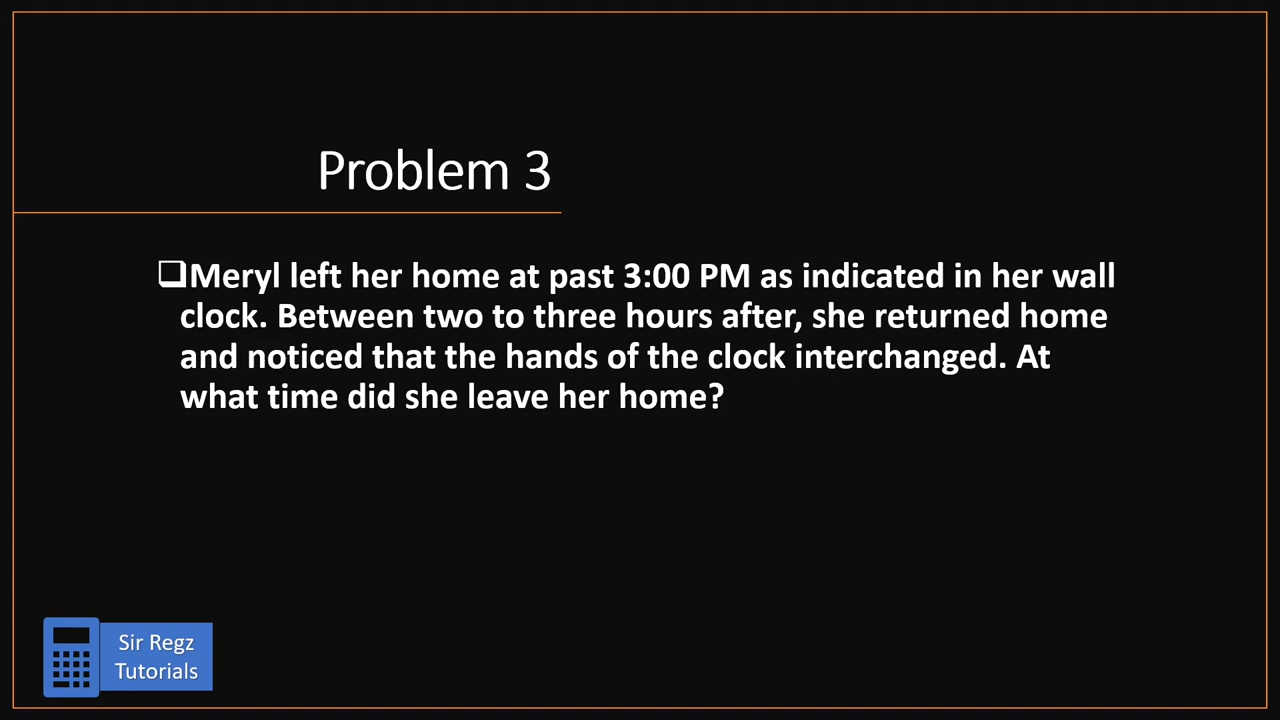 Problem 3
❑Meryl left her home at past 3:00 PM as indicated in her wall
clock. Between two to three hours after, she returned home
and noticed that the hands of the clock interchanged. At
what time did she leave her home?
Sir Regz
Tutorials